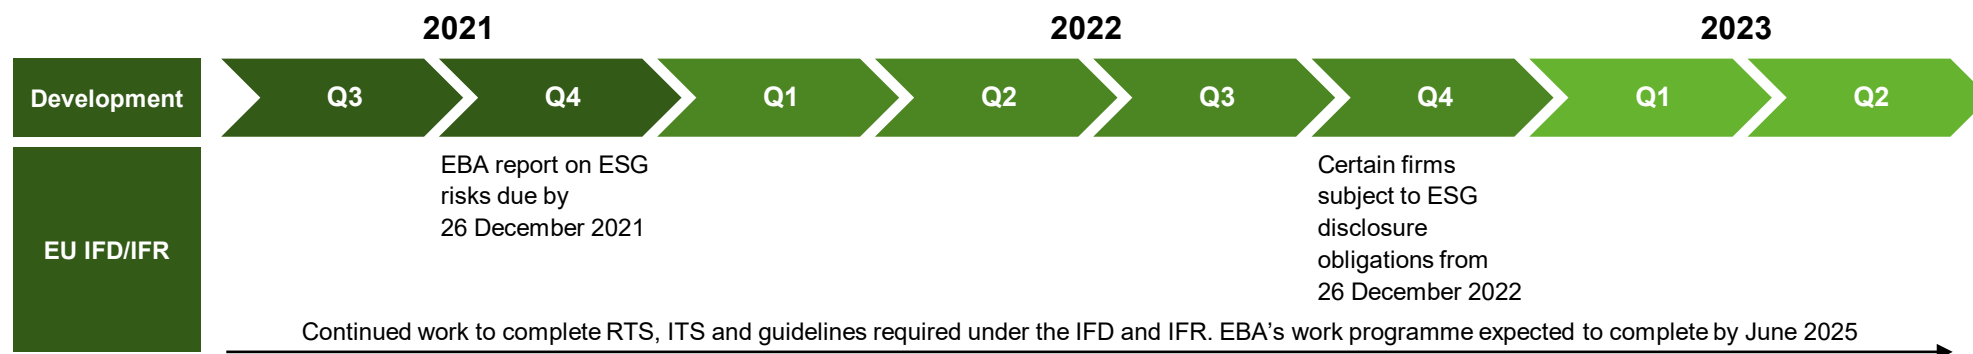 2021
2022
2023
Development
Q3
Q4
Q1
Q2
Q3
Q4
Q1
Q2
EU IFD/IFR
EBA report on ESG
risks due by
26 December 2021
Certain firms
subject to ESG
disclosure
obligations from
26 December 2022
Continued work to complete RTS, ITS and guidelines required under the IFD and IFR. EBA’s work programme expected to complete by June 2025